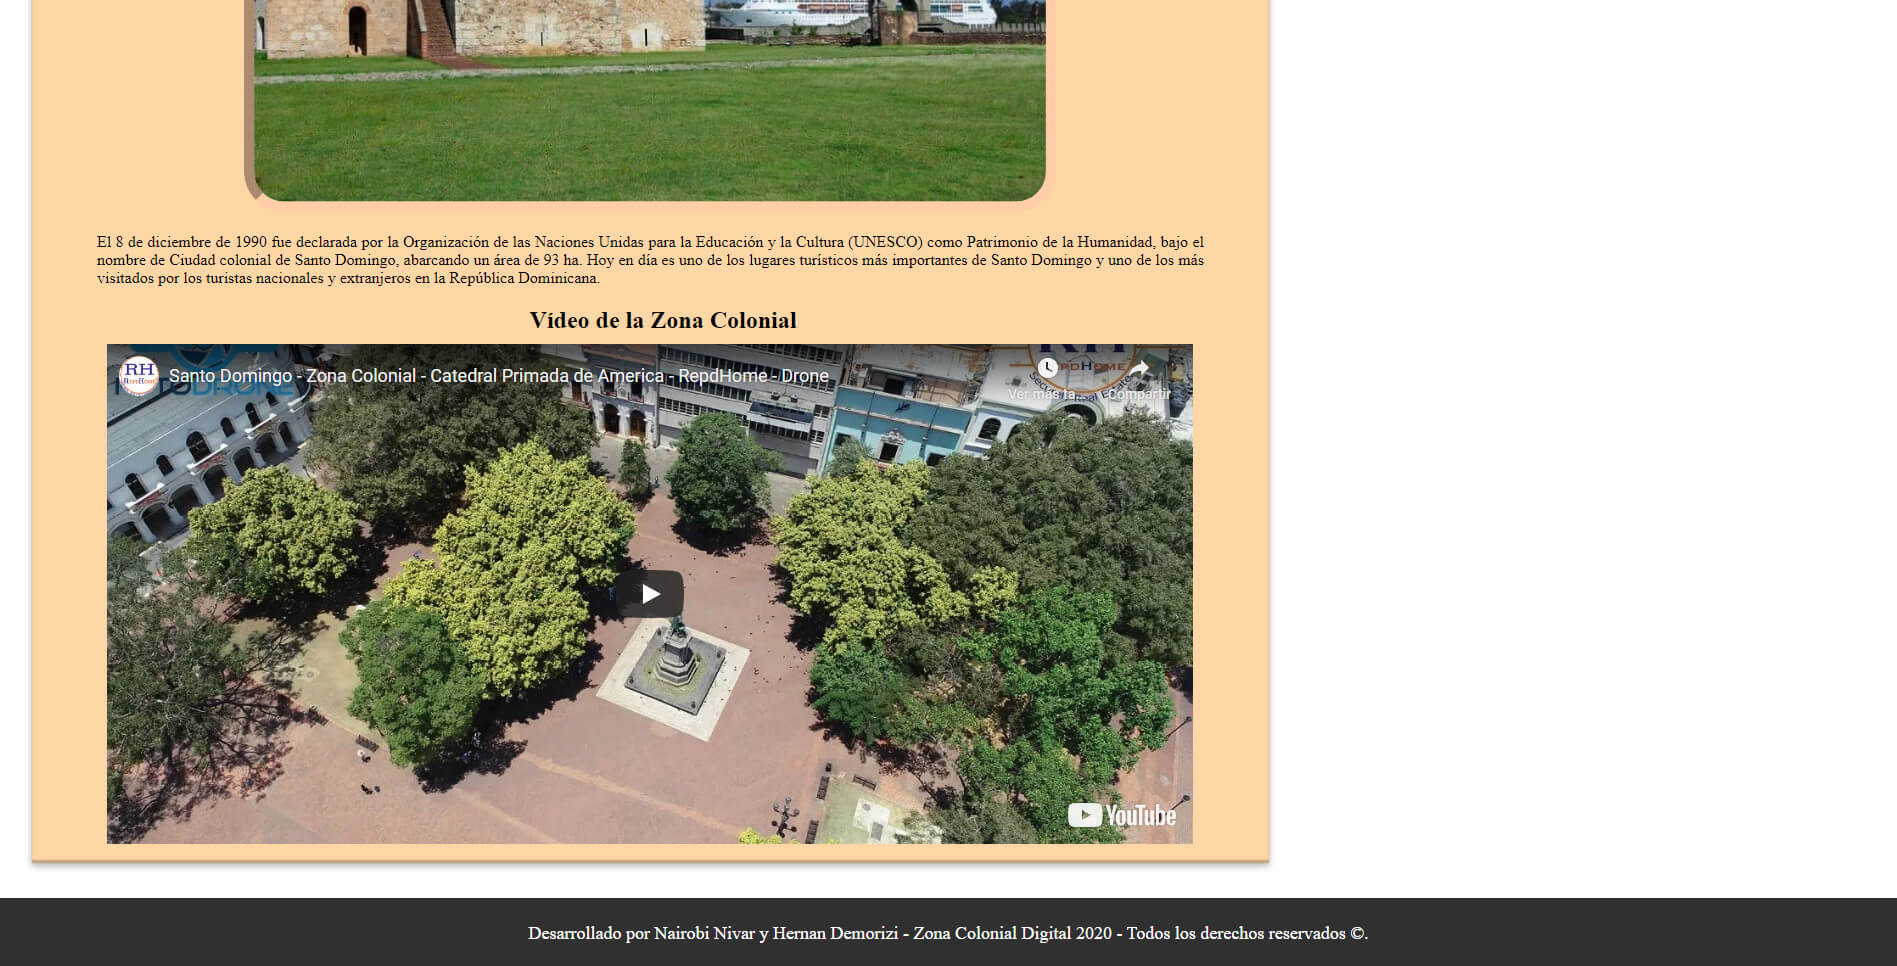 El 8 de diciembre de 1990 fue declarada por la Organización de las Naciones Unidas para la Educación y la Cultura (UNESCO) como Patrimonio de la Humanidad, bajo el
nombre de Ciudad colonial de Santo Domingo, abarcando un área de 93 ha. Hoy en día es uno de los lugares turísticos más importantes de Santo Domingo y uno de los más
visitados por los turistas nacionales y extranjeros en la República Dominicana.
Vídeo de la Zona Colonial
RH
REPDHOME
Santo Domingo - Zona Colonial - Catedral Primada de America - RepdHome - Drone
Ver más ta...
Compartir
YouTube
Desarrollado por Nairobi Nivar y Hernan Demorizi - Zona Colonial Digital 2020 - Todos los derechos reservados ©.